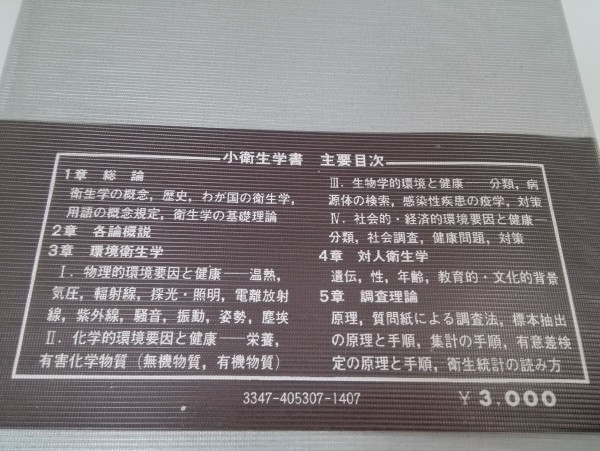 小衛生学書　主要目次
1章　総　論
衛生学の概念，歴史，わが国の衛生学，
用語の概念規定，衛生学の基礎理論
2章　各論概説
3章　環境衛生学
Ⅰ．物理的環境要因と健康──温熱，
気圧，輻射線，採光・照明，電離放射
線，紫外線，騒音，振動，姿勢，塵埃
Ⅱ．化学的環境要因と健康──栄養，
有害化学物質（無機物質，有機物質）
Ⅲ．生物学的環境と健康──分類，病
源体の検索，感染性疾患の疫学，対策
Ⅳ．社会的・経済的環境要因と健康─
分類，社会調査，健康問題，対策
4章　対人衛生学
遺伝，性，年齢，教育的・文化的背景
5章　調査理論
原理，質問紙による調査法，標本抽出
の原理と手順，集計の手順，有意差検
定の原理と手順，衛生統計の読み方
3347-405307-1407
￥3.000